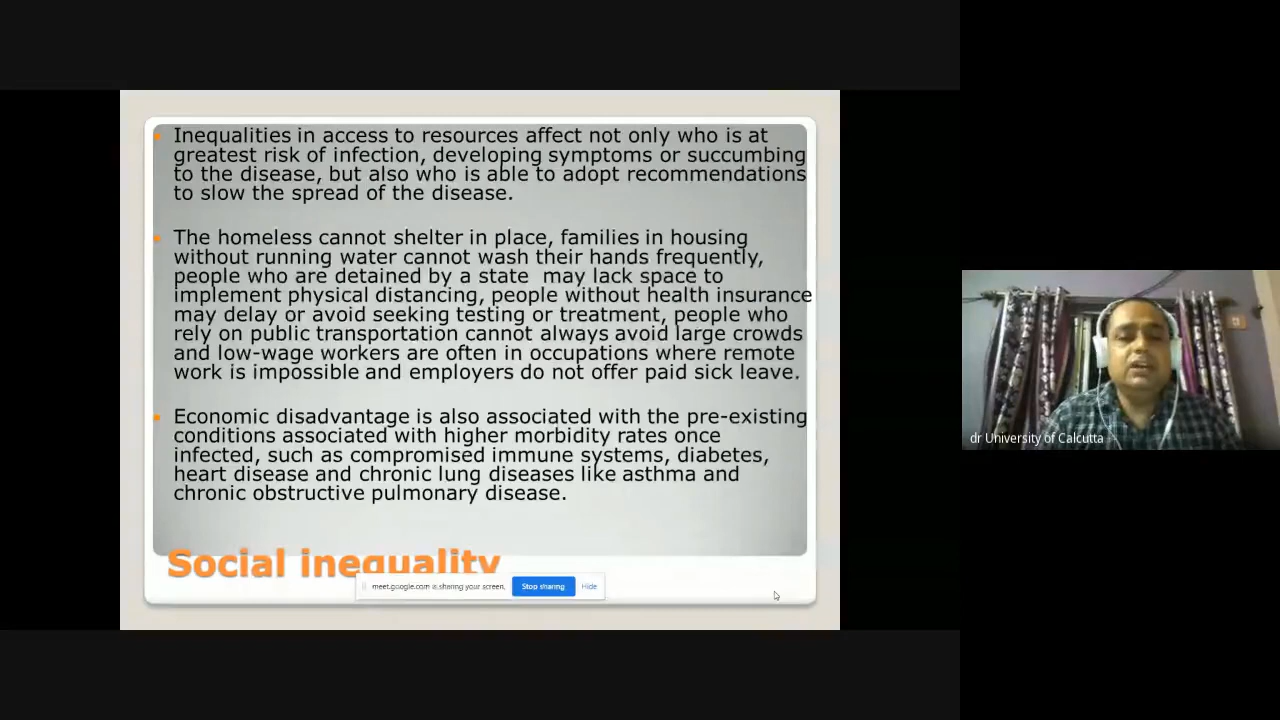 Inequalities in access to resources affect not only who is at
greatest risk of infection, developing symptoms or succumbing
to the disease, but also who is able to adopt recommendations
to slow the spread of the disease.
The homeless cannot shelter in place, families in housing
without running water cannot wash their hands frequently,
people who are detained by a state may lack space to
implement physical distancing, people without health insurance
may delay or avoid seeking testing or treatment, people who
rely on public transportation cannot always avoid large crowds
and low-wage workers are often in occupations where remote
work is impossible and employers do not offer paid sick leave.
Economic disadvantage is also associated with the pre-existing
conditions associated with higher morbidity rates once
infected, such as compromised immune systems, diabetes,
heart disease and chronic lung diseases like asthma and
chronic obstructive pulmonary disease.
Social inequality
meet.google.com is sharing your screen. Stop sharing Hide
dr University of Calcutta